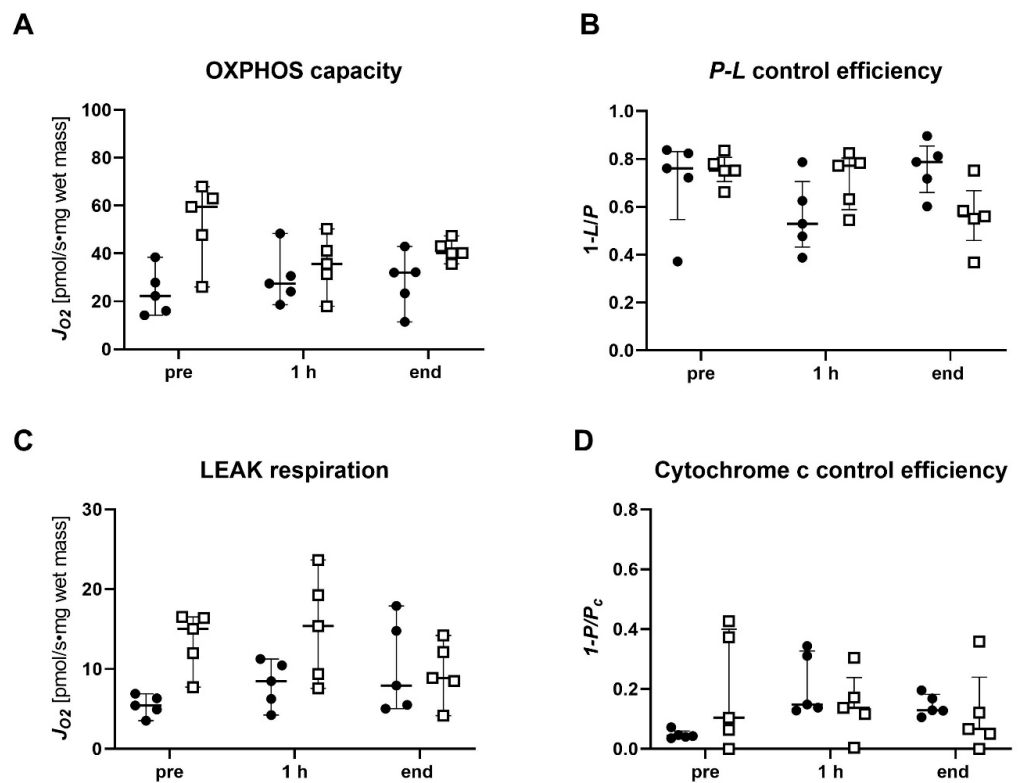 A
OXPHOS capacity
J_O2 [pmol/s•mg wet mass]
100
80
60
40
20
0
pre 1 h end
B
P-L control efficiency
1-L/P
1.0
0.8
0.6
0.4
0.2
0.0
pre 1 h end
C
LEAK respiration
J_O2 [pmol/s•mg wet mass]
30
20
10
0
pre 1 h end
D
Cytochrome c control efficiency
1-P/P_c
0.8
0.6
0.4
0.2
0.0
pre 1 h end